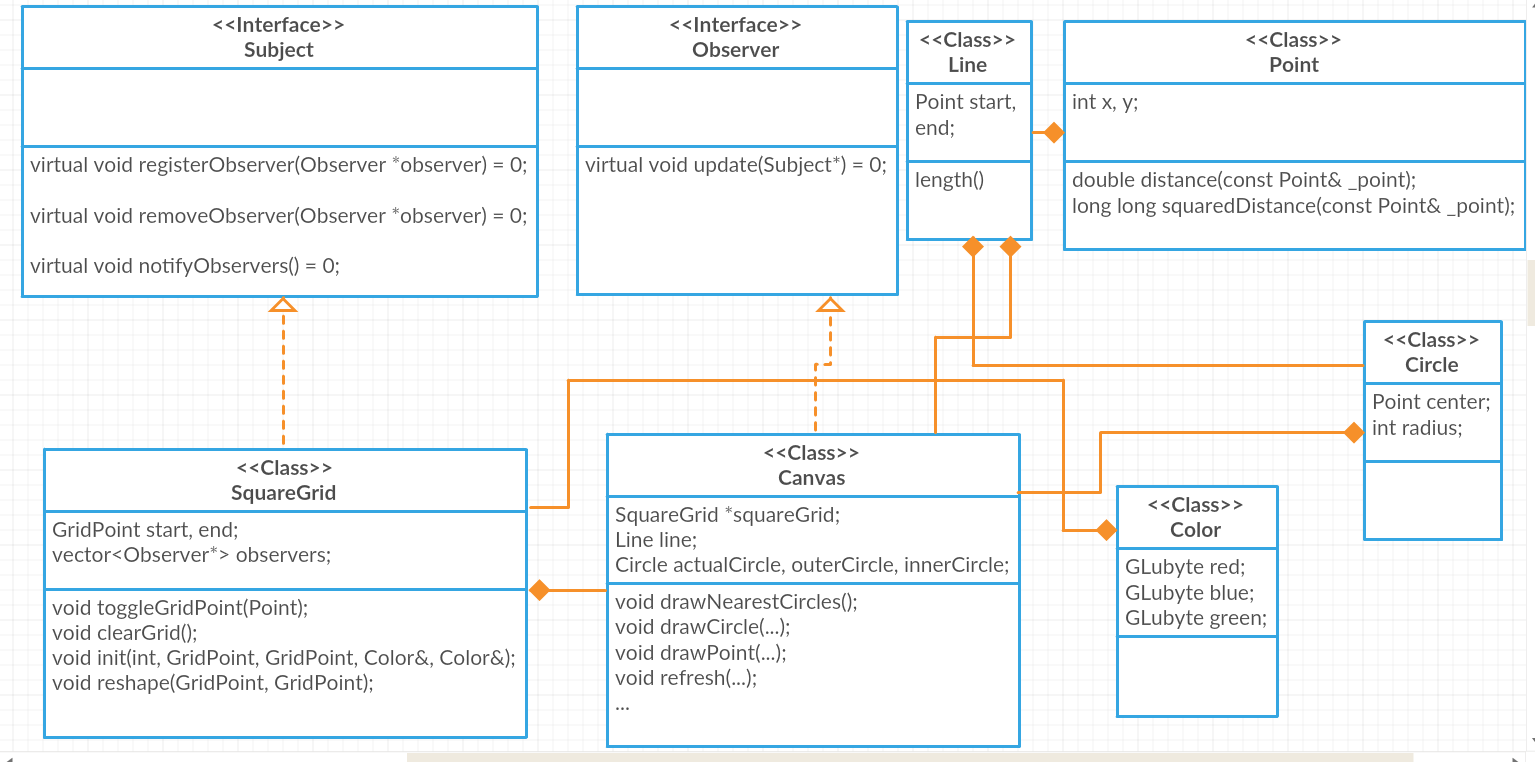 <<Interface>>
Subject
virtual void registerObserver(Observer *observer) = 0;
virtual void removeObserver(Observer *observer) = 0;
virtual void notifyObservers() = 0;
<<Interface>>
Observer
virtual void update(Subject*) = 0;
<<Class>>
Line
Point start,
end;
length()
<<Class>>
Point
int x, y;
double distance(const Point& _point);
long long squaredDistance(const Point& _point);
<<Class>>
Circle
Point center;
int radius;
<<Class>>
SquareGrid
GridPoint start, end;
vector<Observer*> observers;
void toggleGridPoint(Point);
void clearGrid();
void init(int, GridPoint, GridPoint, Color&, Color&);
void reshape(GridPoint, GridPoint);
<<Class>>
Canvas
SquareGrid *squareGrid;
Line line;
Circle actualCircle, outerCircle, innerCircle;
void drawNearestCircles();
void drawCircle(...);
void drawPoint(...);
void refresh(...);
...
<<Class>>
Color
GLubyte red;
GLubyte blue;
GLubyte green;